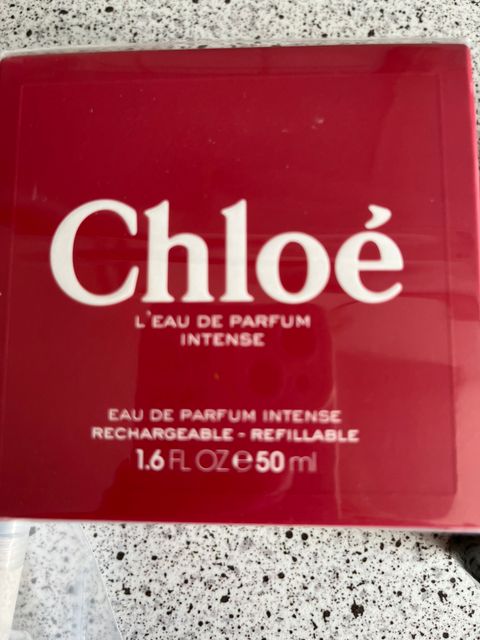 Chloé
L'EAU DE PARFUM
INTENSE
EAU DE PARFUM INTENSE
RECHARGEABLE - REFILLABLE
1.6 FL OZ e 50 ml